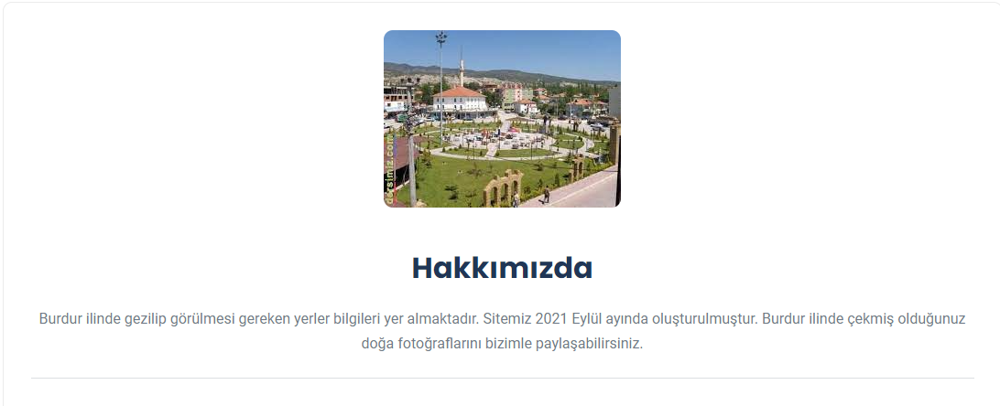 dersimiz.com
Hakkımızda
Burdur ilinde gezilip görülmesi gereken yerler bilgileri yer almaktadır. Sitemiz 2021 Eylül ayında oluşturulmuştur. Burdur ilinde çekmiş olduğunuz
doğa fotoğraflarını bizimle paylaşabilirsiniz.